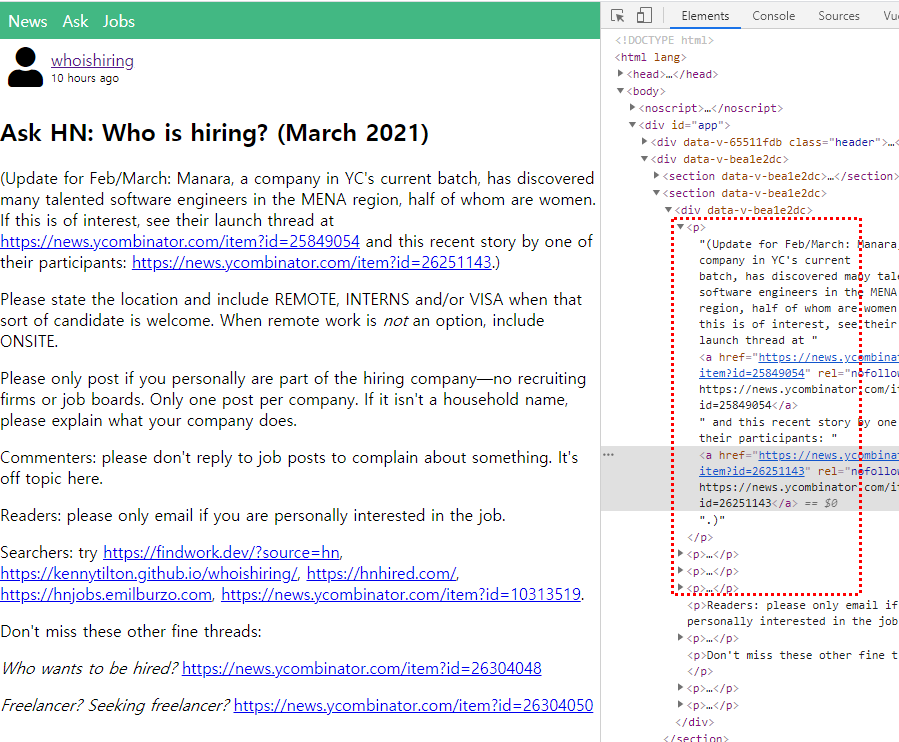 News Ask Jobs
whoishiring
10 hours ago
Ask HN: Who is hiring? (March 2021)
(Update for Feb/March: Manara, a company in YC's current batch, has discovered
many talented software engineers in the MENA region, half of whom are women.
If this is of interest, see their launch thread at
https://news.ycombinator.com/item?id=25849054 and this recent story by one of
their participants: https://news.ycombinator.com/item?id=26251143.)
Please state the location and include REMOTE, INTERNS and/or VISA when that
sort of candidate is welcome. When remote work is not an option, include
ONSITE.
Please only post if you personally are part of the hiring company—no recruiting
firms or job boards. Only one post per company. If it isn't a household name,
please explain what your company does.
Commenters: please don't reply to job posts to complain about something. It's
off topic here.
Readers: please only email if you are personally interested in the job.
Searchers: try https://findwork.dev/?source=hn,
https://kennytilton.github.io/whoishiring/, https://hnhired.com/,
https://hnjobs.emilburzo.com, https://news.ycombinator.com/item?id=10313519.
Don't miss these other fine threads:
Who wants to be hired? https://news.ycombinator.com/item?id=26304048
Freelancer? Seeking freelancer? https://news.ycombinator.com/item?id=26304050
Elements Console Sources Vu
<!DOCTYPE html>
<html lang>
<head>…</head>
<body>
<noscript>…</noscript>
<div id="app">
<div data-v-65511fdb class="header">…<
<div data-v-bea1e2dc>
<section data-v-bea1e2dc>…</section>
<section data-v-bea1e2dc>
<div data-v-bea1e2dc>
<p>
"(Update for Feb/March: Manara,
company in YC's current
batch, has discovered many tale
software engineers in the MENA
region, half of whom are women
this is of interest, see their
launch thread at "
<a href="https://news.ycombinat
item?id=25849054" rel="nofollow
https://news.ycombinator.com/it
id=25849054</a>
" and this recent story by one
their participants: "
<a href="https://news.ycombinat
item?id=26251143" rel="nofollow
https://news.ycombinator.com/it
id=26251143</a> == $0
".)"
</p>
<p>…</p>
<p>…</p>
<p>…</p>
<p>Readers: please only email if
personally interested in the job
<p>…</p>
<p>Don't miss these other fine t
</p>
<p>…</p>
<p>…</p>
</div>
</section>